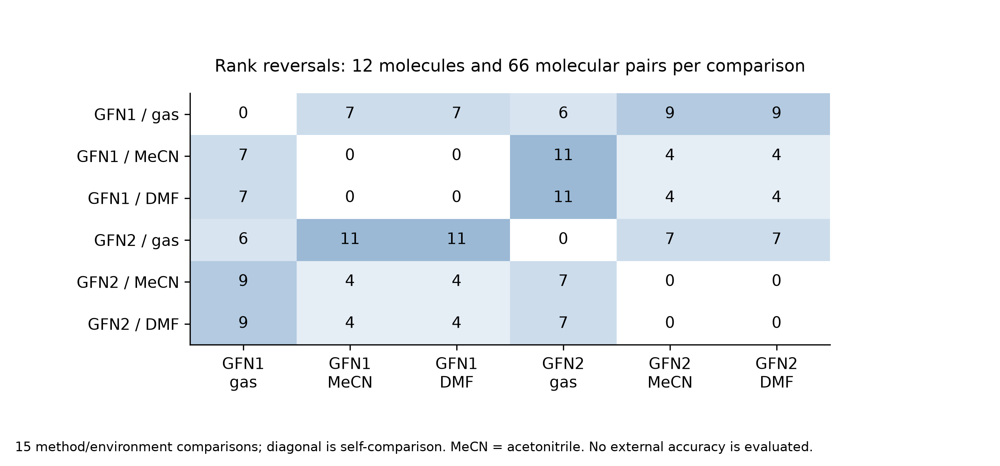 Rank reversals: 12 molecules and 66 molecular pairs per comparison
GFN1 / gas 0 7 7 6 9 9
GFN1 / MeCN 7 0 0 11 4 4
GFN1 / DMF 7 0 0 11 4 4
GFN2 / gas 6 11 11 0 7 7
GFN2 / MeCN 9 4 4 7 0 0
GFN2 / DMF 9 4 4 7 0 0
GFN1 GFN1 GFN1 GFN2 GFN2 GFN2
gas MeCN DMF gas MeCN DMF
15 method/environment comparisons; diagonal is self-comparison. MeCN = acetonitrile. No external accuracy is evaluated.